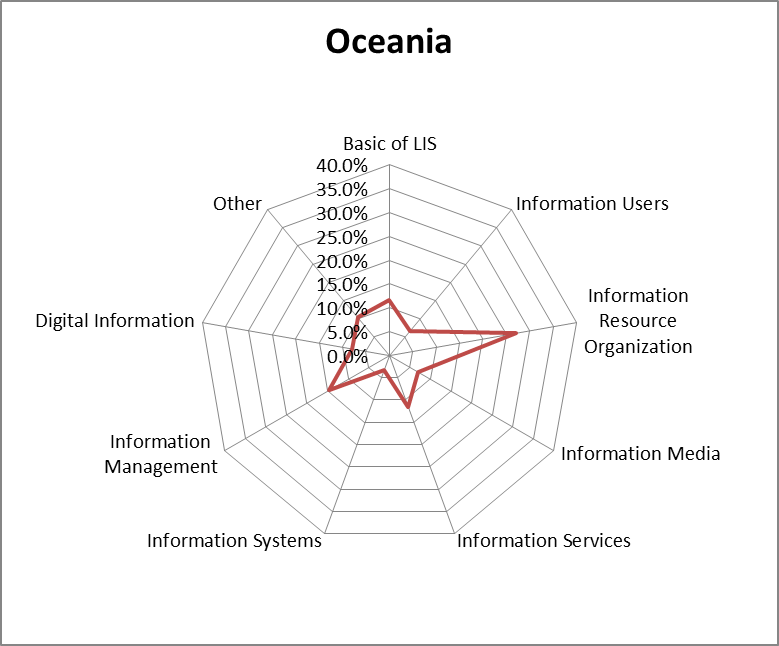 Oceania
Basic of LIS
40.0%
35.0%
30.0%
25.0%
20.0%
15.0%
10.0%
5.0%
0.0%
Information Users
Information
Resource
Organization
Information Media
Information Services
Information Systems
Information
Management
Digital Information
Other